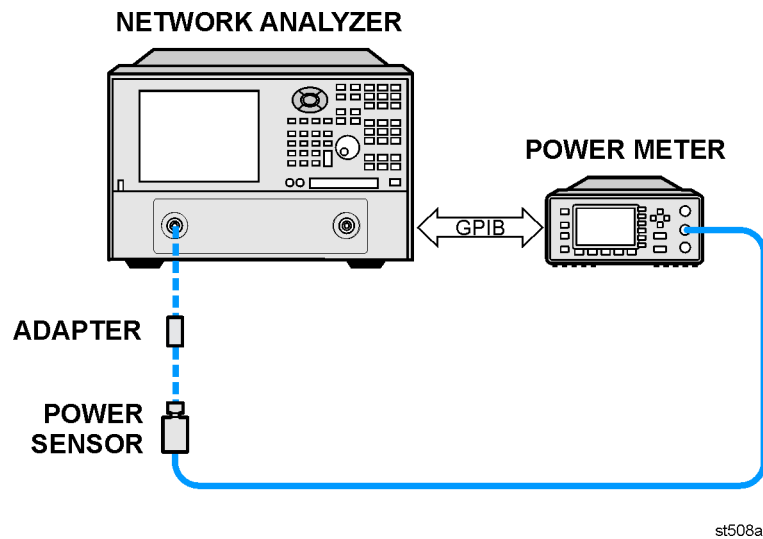 NETWORK ANALYZER
POWER METER
GPIB
ADAPTER
POWER
SENSOR
st508a